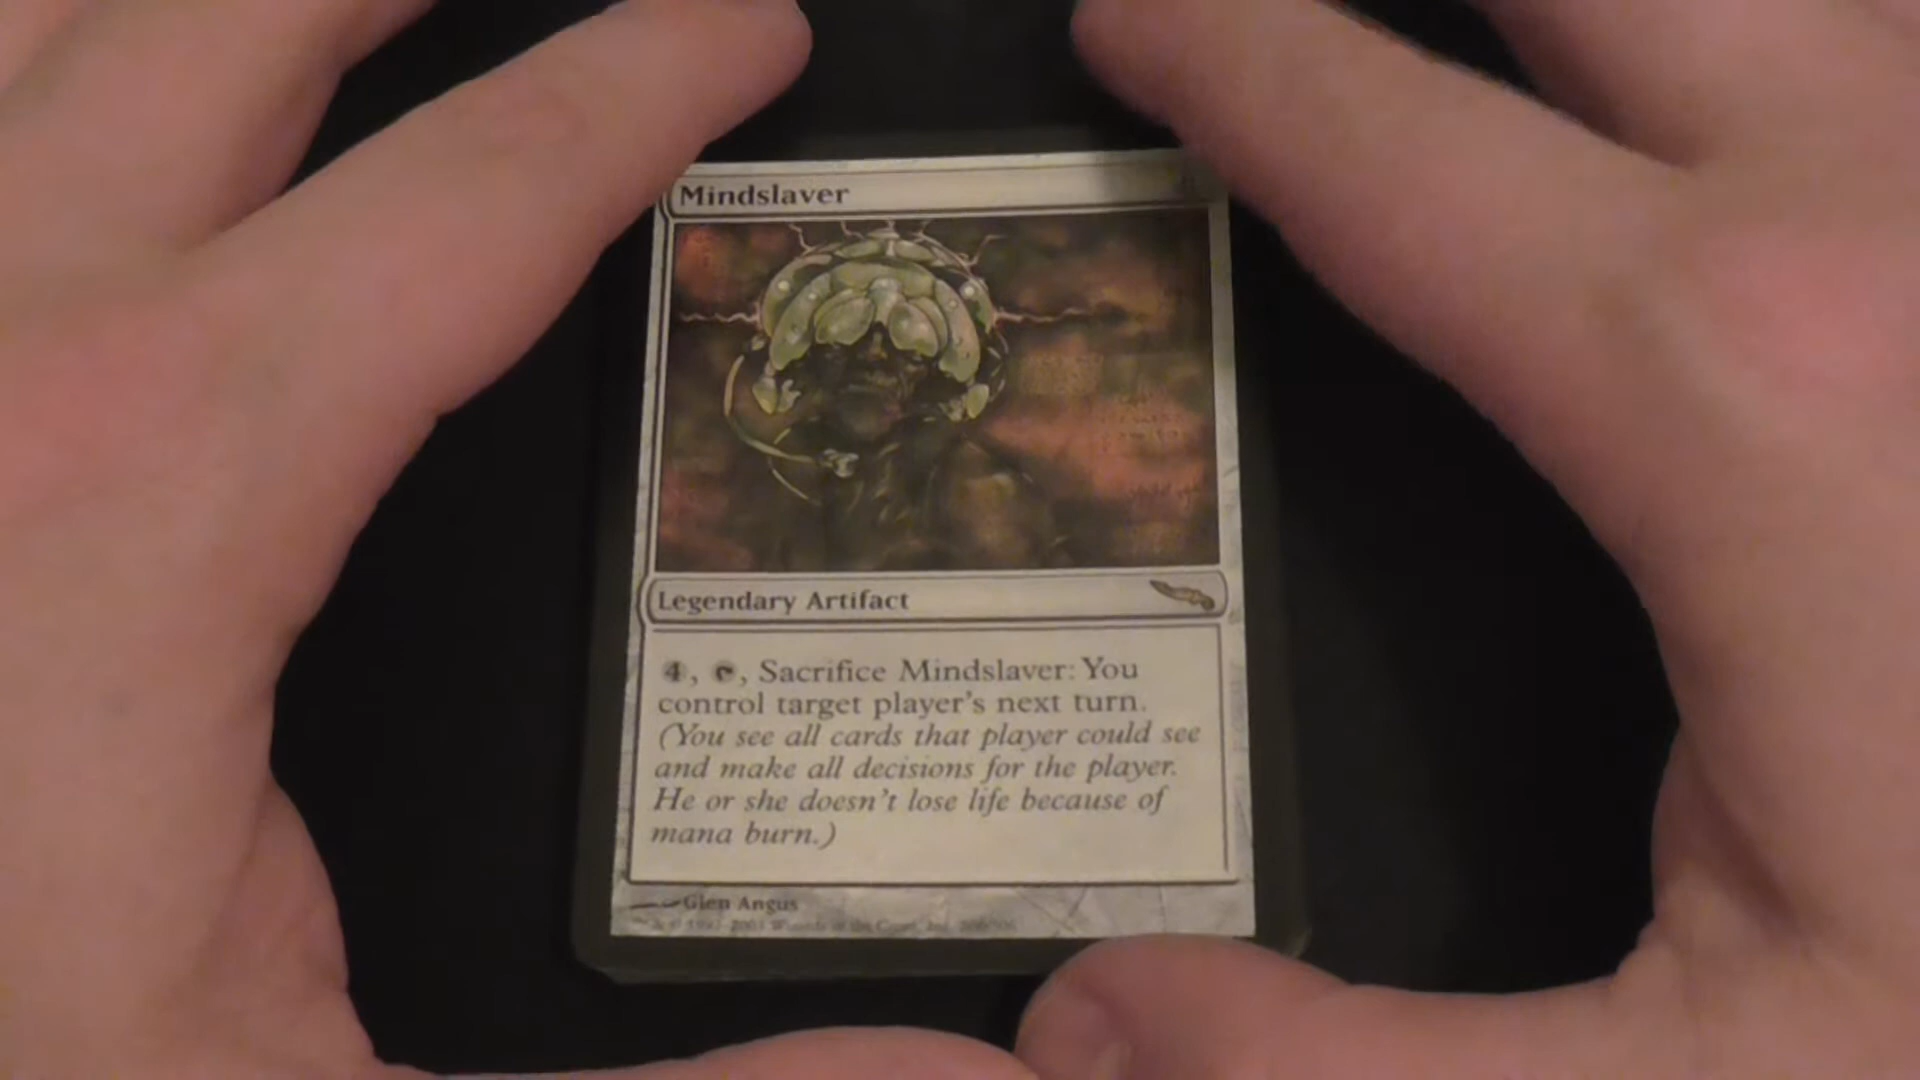 Mindslaver
Legendary Artifact
4, , Sacrifice Mindslaver: You
control target player's next turn.
(You see all cards that player could see
and make all decisions for the player.
He or she doesn't lose life because of
mana burn.)
Glen Angus